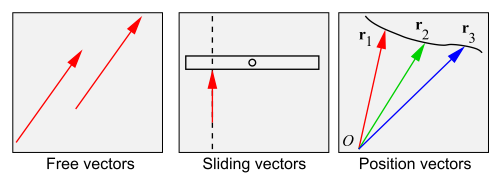 r1
r2
r3
O
Free vectors
Sliding vectors
Position vectors